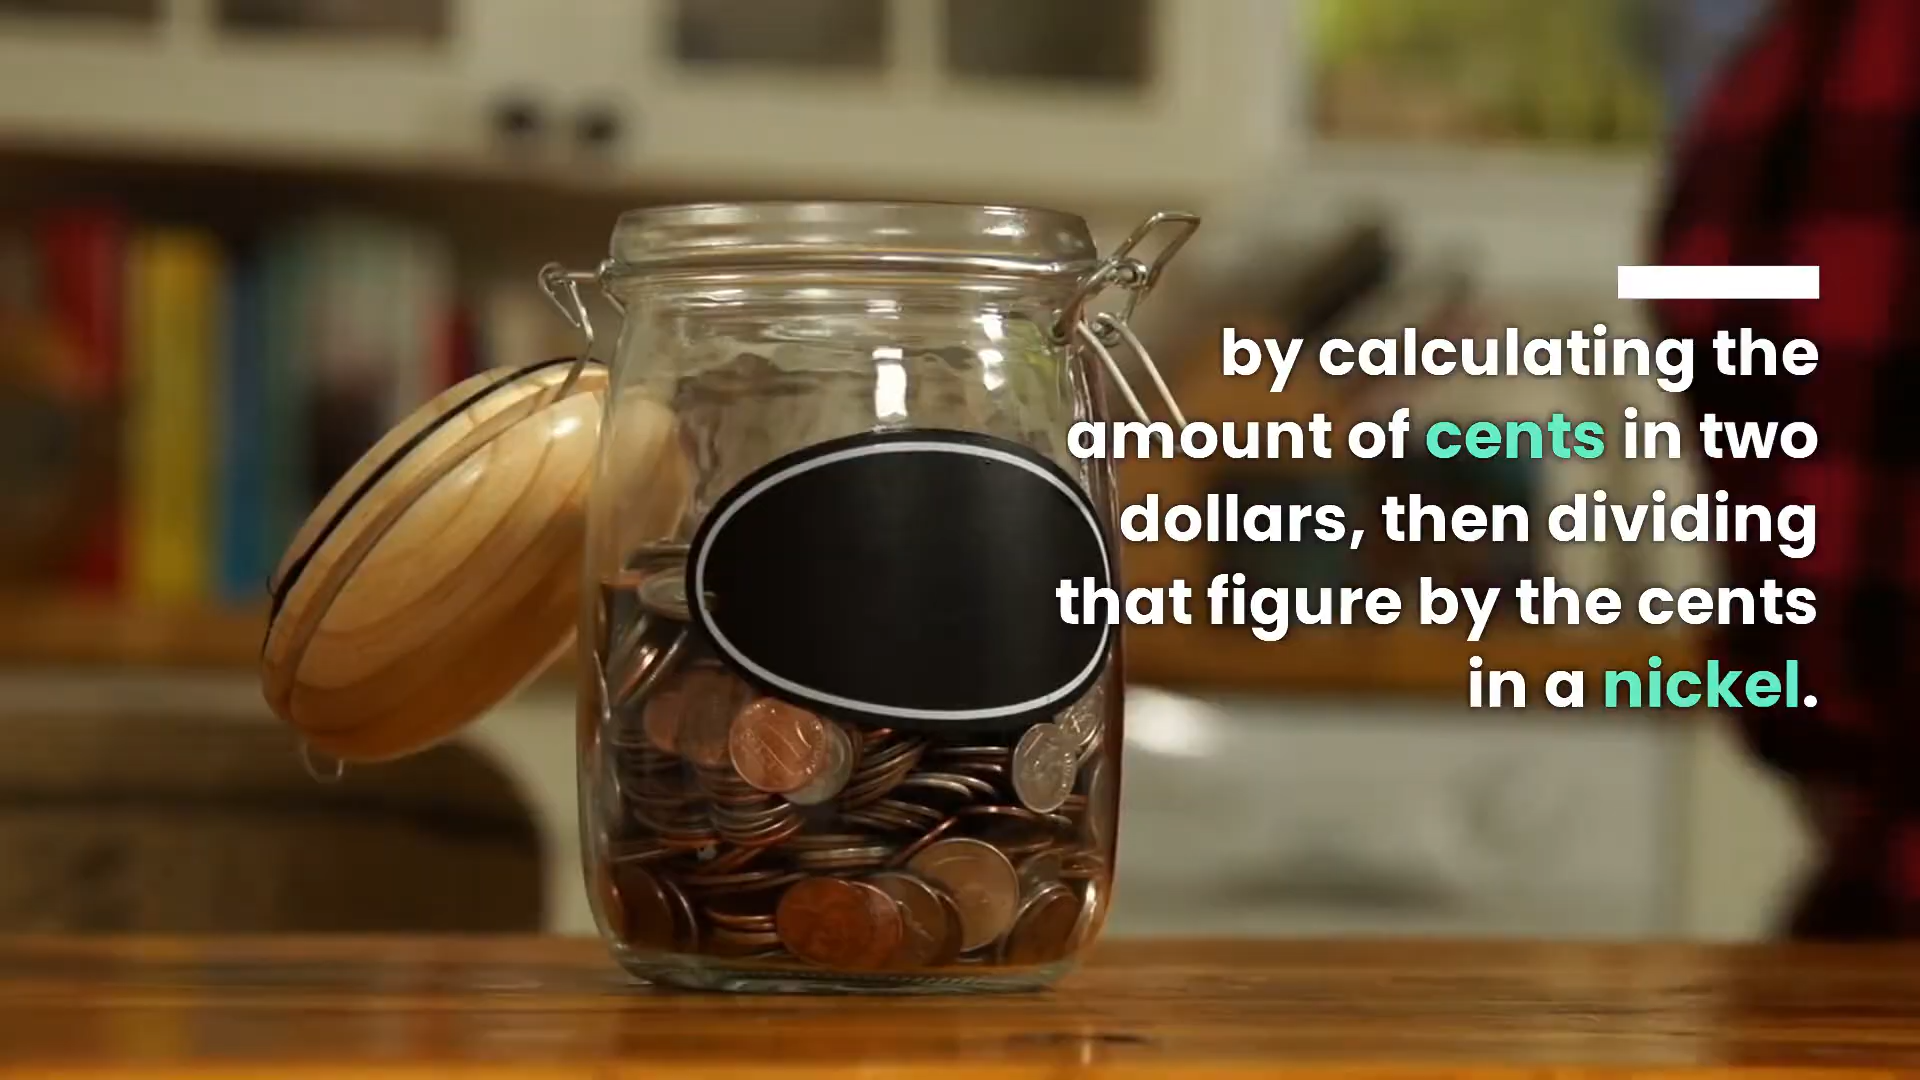 by calculating the
amount of cents in two
dollars, then dividing
that figure by the cents
in a nickel.